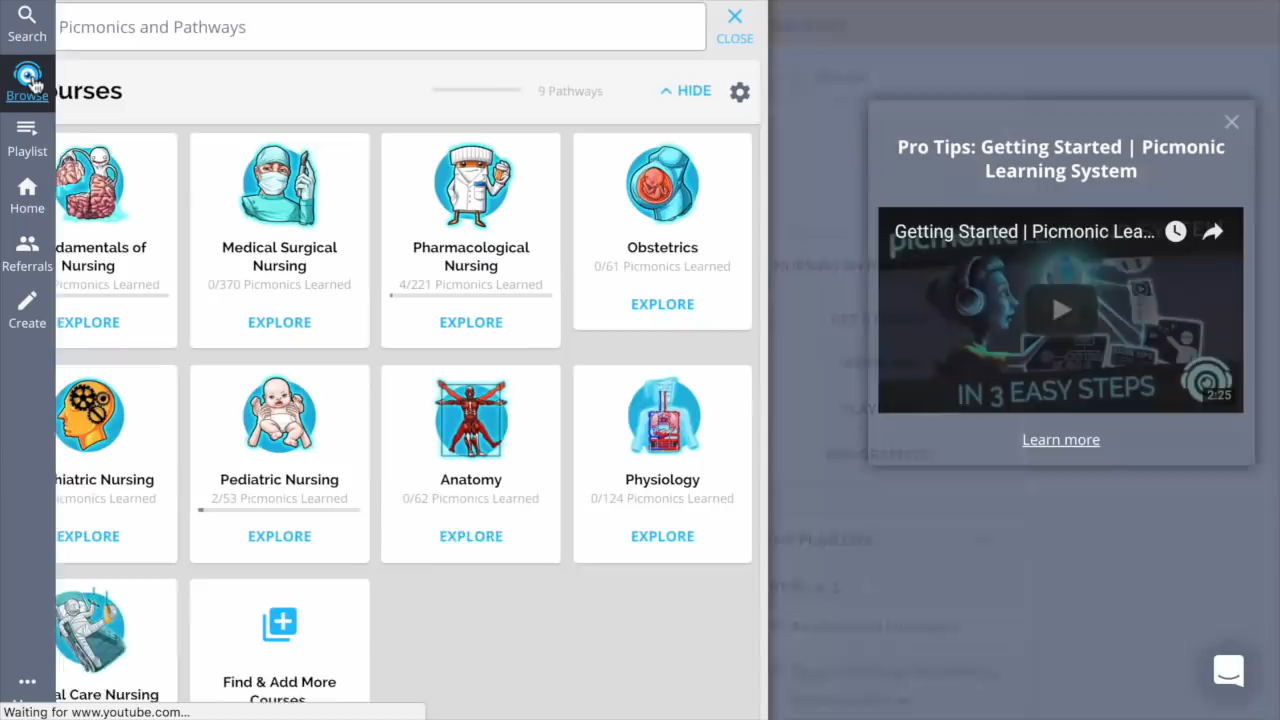 Search
Browse
Playlist
Home
Referrals
Create
Picmonics and Pathways
CLOSE
ourses
9 Pathways
HIDE
damentals of
Nursing
icmonics Learned
EXPLORE
Medical Surgical
Nursing
0/370 Picmonics Learned
EXPLORE
Pharmacological
Nursing
4/221 Picmonics Learned
EXPLORE
Obstetrics
0/61 Picmonics Learned
EXPLORE
hiatric Nursing
icmonics Learned
EXPLORE
Pediatric Nursing
2/53 Picmonics Learned
EXPLORE
Anatomy
0/62 Picmonics Learned
EXPLORE
Physiology
0/124 Picmonics Learned
EXPLORE
al Care Nursing
Find & Add More
Courses
Waiting for www.youtube.com...
Pro Tips: Getting Started | Picmonic
Learning System
Getting Started | Picmonic Lea...
IN 3 EASY STEPS
2:25
Learn more